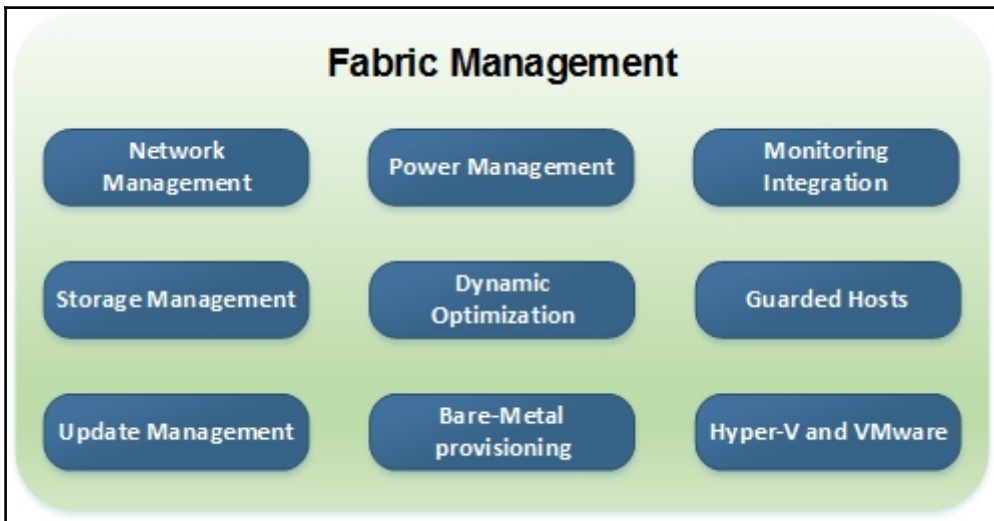 Fabric Management
Network
Management
Power Management
Monitoring
Integration
Storage Management
Dynamic
Optimization
Guarded Hosts
Update Management
Bare-Metal
provisioning
Hyper-V and VMware